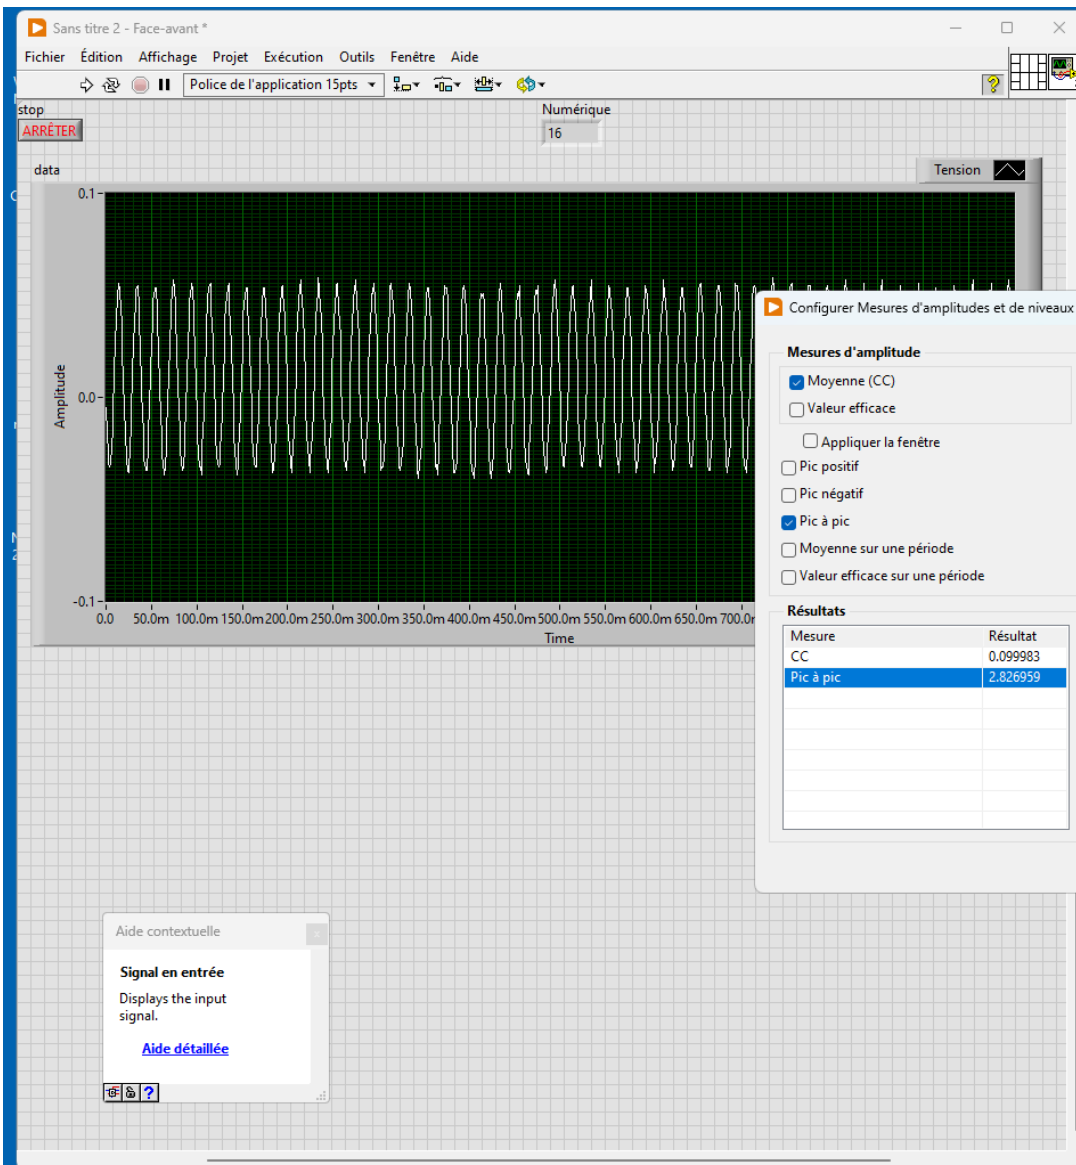 Sans titre 2 - Face-avant *
Fichier Édition Affichage Projet Exécution Outils Fenêtre Aide
Police de l'application 15pts
stop
ARRÊTER
Numérique
16
data
Tension
0.1
0.0
-0.1
Amplitude
0.0 50.0m 100.0m 150.0m 200.0m 250.0m 300.0m 350.0m 400.0m 450.0m 500.0m 550.0m 600.0m 650.0m 700.0
Time
Configurer Mesures d'amplitudes et de niveaux
Mesures d'amplitude
Moyenne (CC)
Valeur efficace
Appliquer la fenêtre
Pic positif
Pic négatif
Pic à pic
Moyenne sur une période
Valeur efficace sur une période
Résultats
Mesure Résultat
CC 0.099983
Pic à pic 2.826959
Aide contextuelle
x
Signal en entrée
Displays the input
signal.
Aide détaillée
?